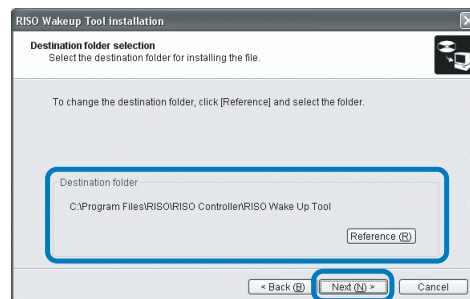 RISO Wakeup Tool installation
Destination folder selection
Select the destination folder for installing the file.
To change the destination folder, click [Reference] and select the folder.
Destination folder
C:\Program Files\RISO\RISO Controller\RISO Wake Up Tool
Reference (R)
< Back (B)
Next (N) >
Cancel